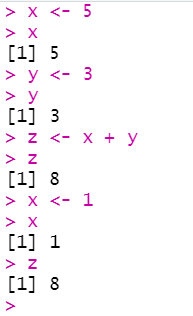 > x <- 5
> x
[1] 5
> y <- 3
> y
[1] 3
> z <- x + y
> z
[1] 8
> x <- 1
> x
[1] 1
> z
[1] 8
>